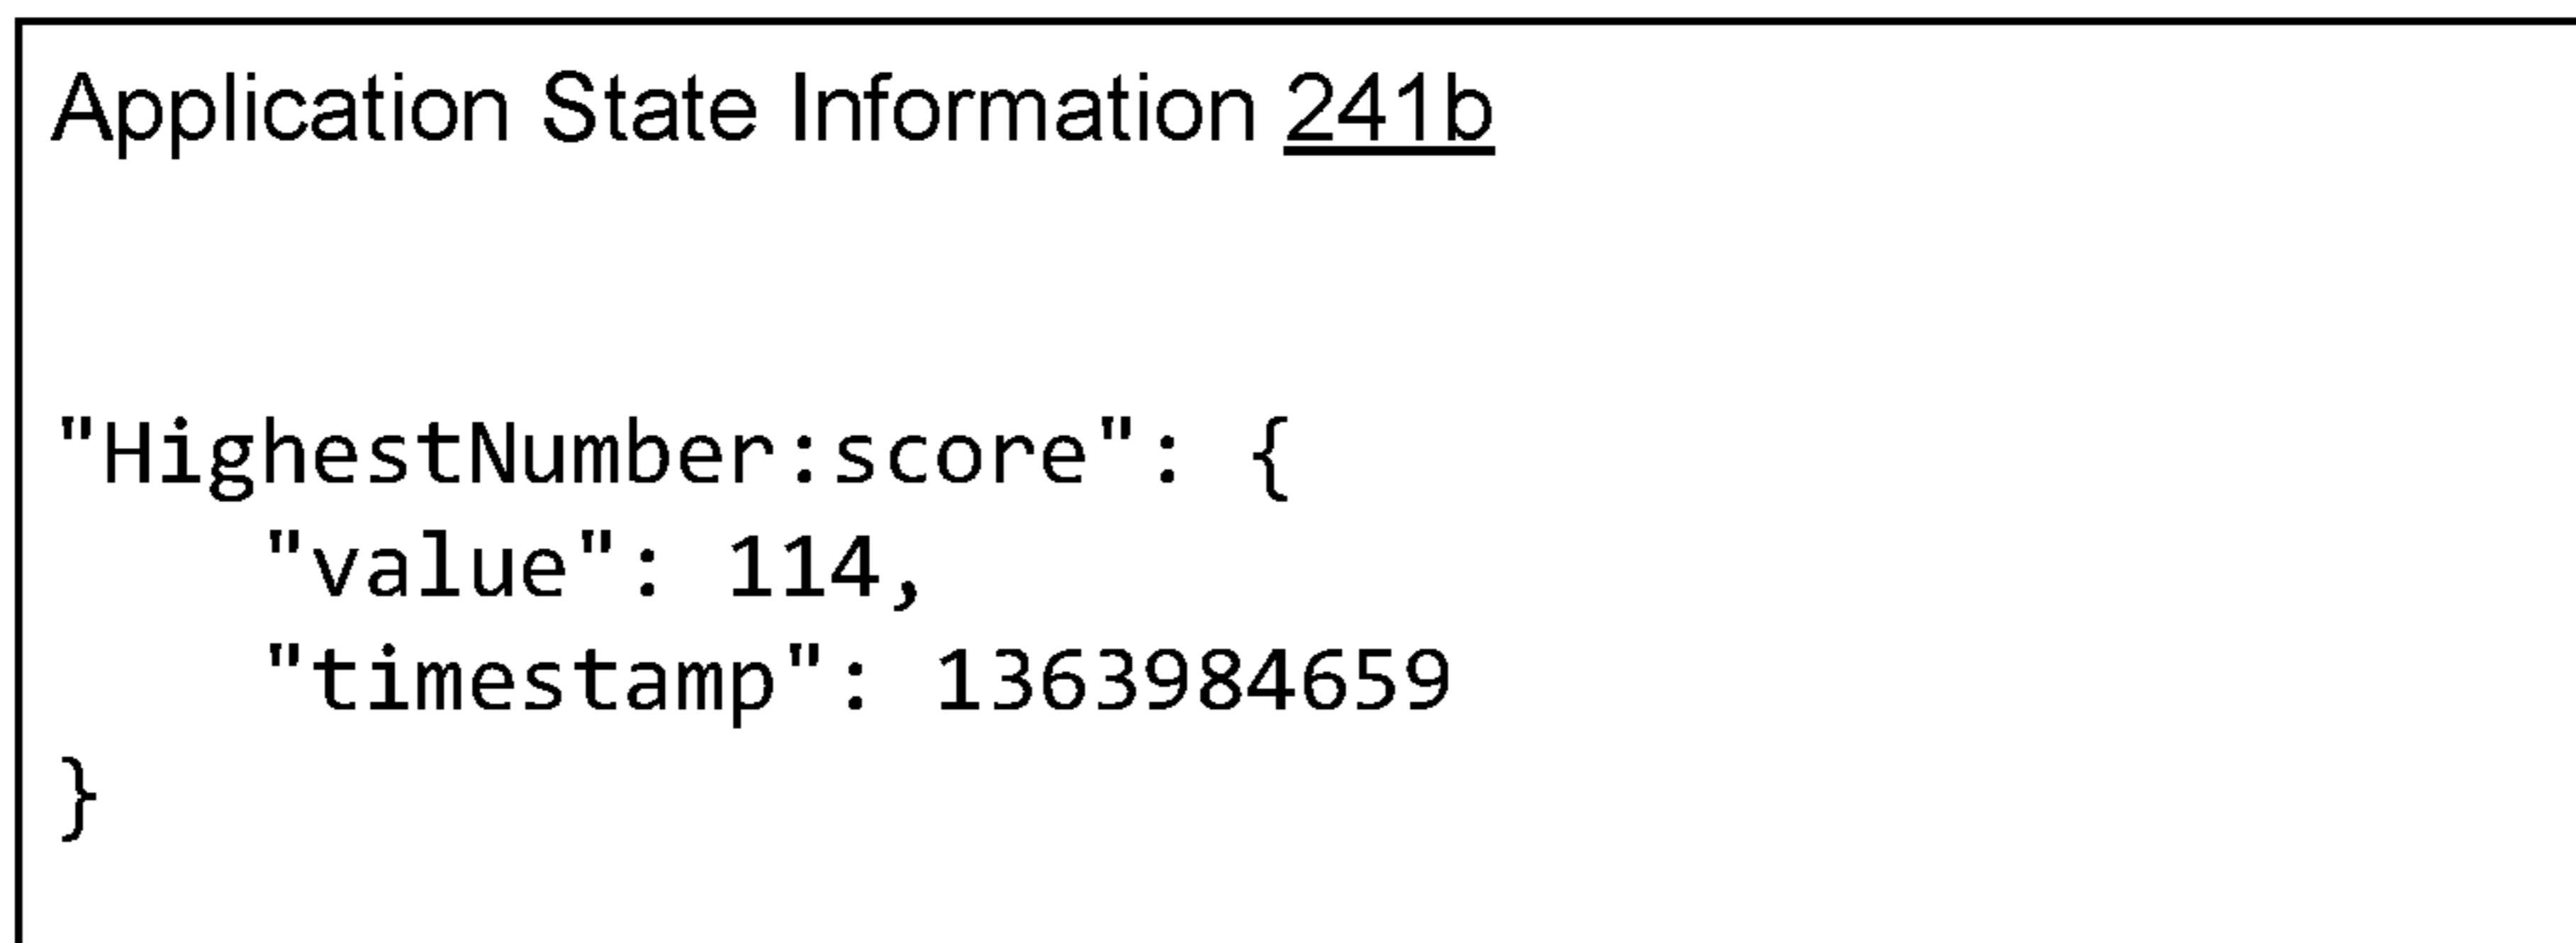 Application State Information 241b
"HighestNumber:score": {
    "value": 114,
    "timestamp": 1363984659
}